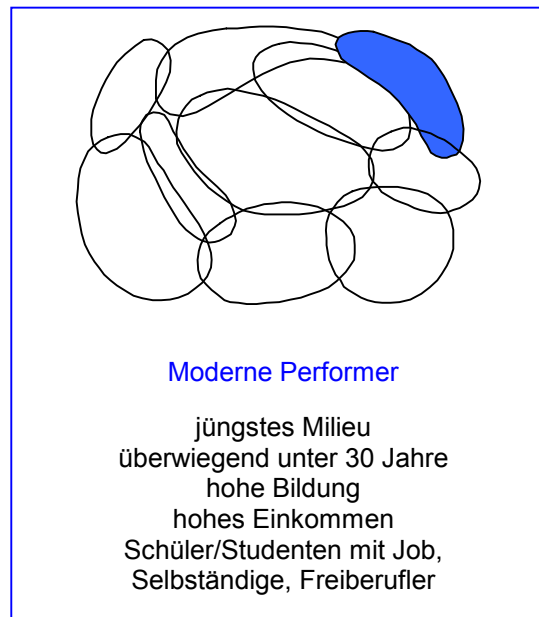 Moderne Performer
jüngstes Milieu
überwiegend unter 30 Jahre
hohe Bildung
hohes Einkommen
Schüler/Studenten mit Job,
Selbständige, Freiberufler